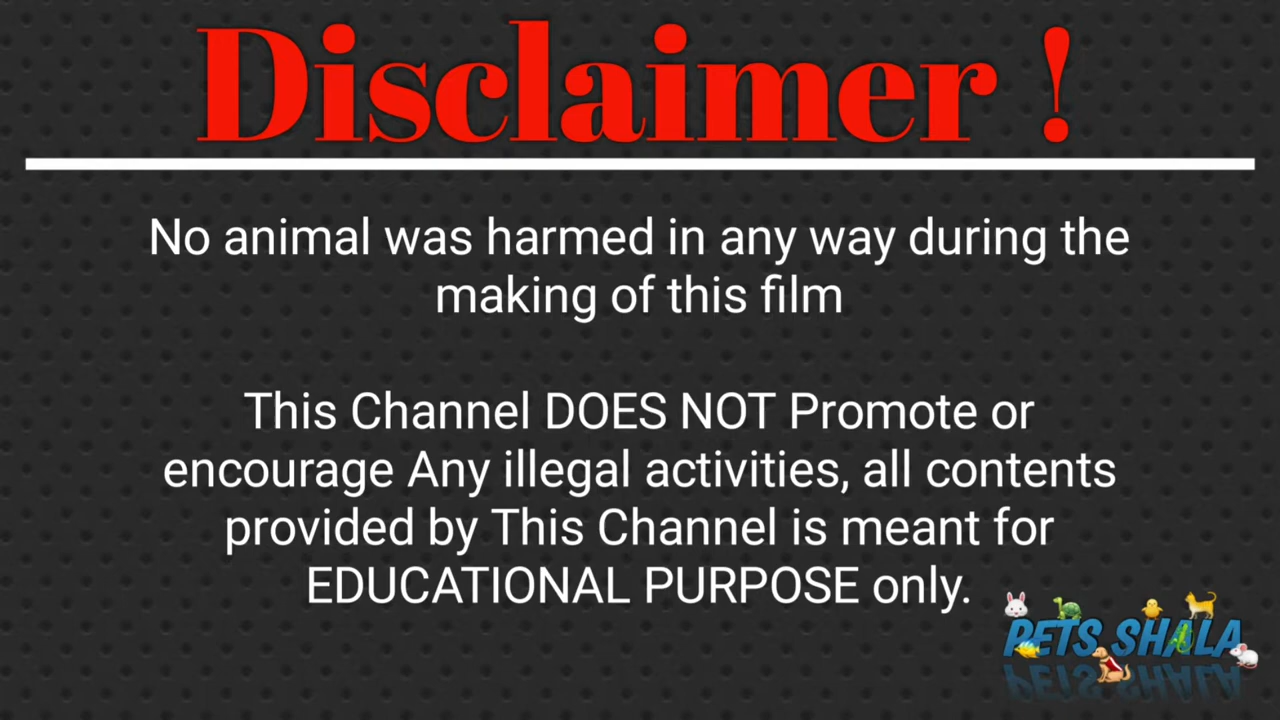 Disclaimer !
No animal was harmed in any way during the
making of this film
This Channel DOES NOT Promote or
encourage Any illegal activities, all contents
provided by This Channel is meant for
EDUCATIONAL PURPOSE only.
PETS SHALA